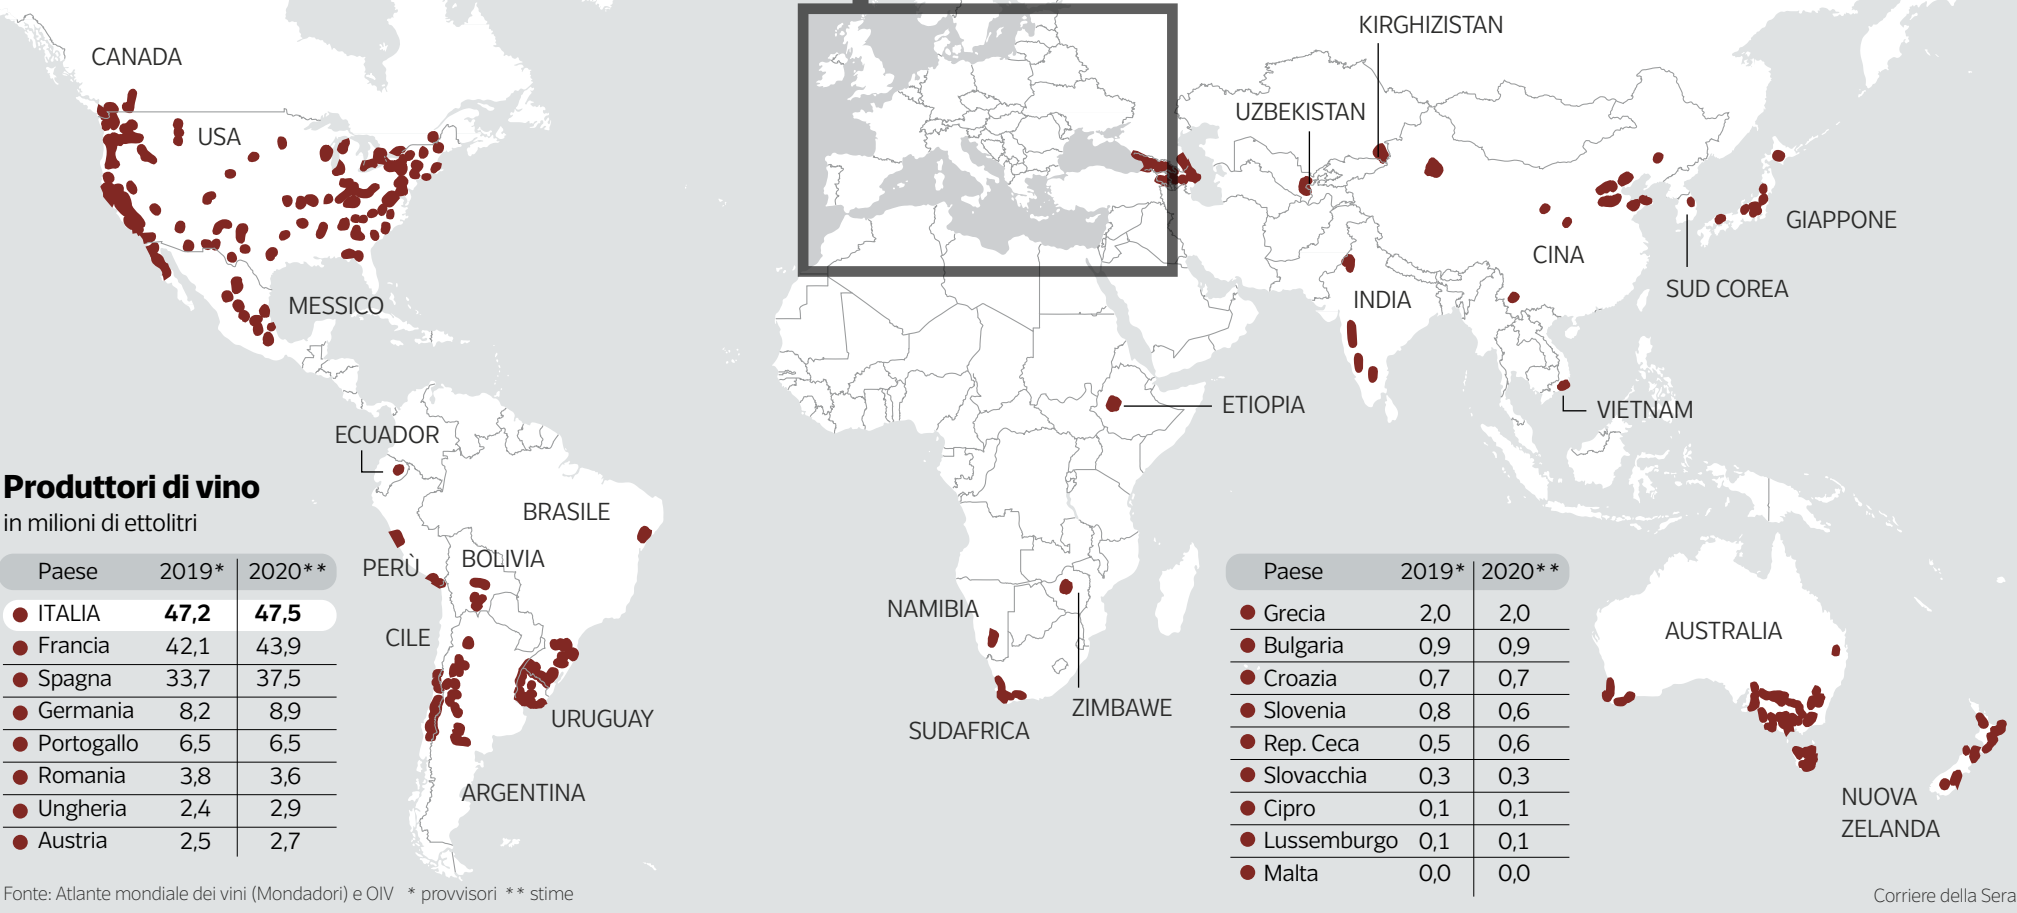 KIRGHIZISTAN
CANADA
UZBEKISTAN
USA
GIAPPONE
CINA
SUD COREA
INDIA
MESSICO
ETIOPIA
VIETNAM
ECUADOR
Produttori di vino
in milioni di ettolitri
BRASILE
BOLIVIA
PERÙ
NAMIBIA
CILE
AUSTRALIA
URUGUAY
ZIMBAWE
SUDAFRICA
ARGENTINA
NUOVA
ZELANDA
Paese 2019* 2020**
ITALIA 47,2 47,5
Francia 42,1 43,9
Spagna 33,7 37,5
Germania 8,2 8,9
Portogallo 6,5 6,5
Romania 3,8 3,6
Ungheria 2,4 2,9
Austria 2,5 2,7
Paese 2019* 2020**
Grecia 2,0 2,0
Bulgaria 0,9 0,9
Croazia 0,7 0,7
Slovenia 0,8 0,6
Rep. Ceca 0,5 0,6
Slovacchia 0,3 0,3
Cipro 0,1 0,1
Lussemburgo 0,1 0,1
Malta 0,0 0,0
Fonte: Atlante mondiale dei vini (Mondadori) e OIV * provvisori ** stime
Corriere della Sera